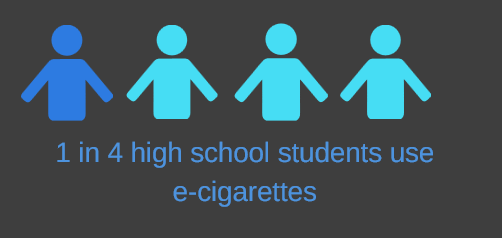 1 in 4 high school students use
e-cigarettes